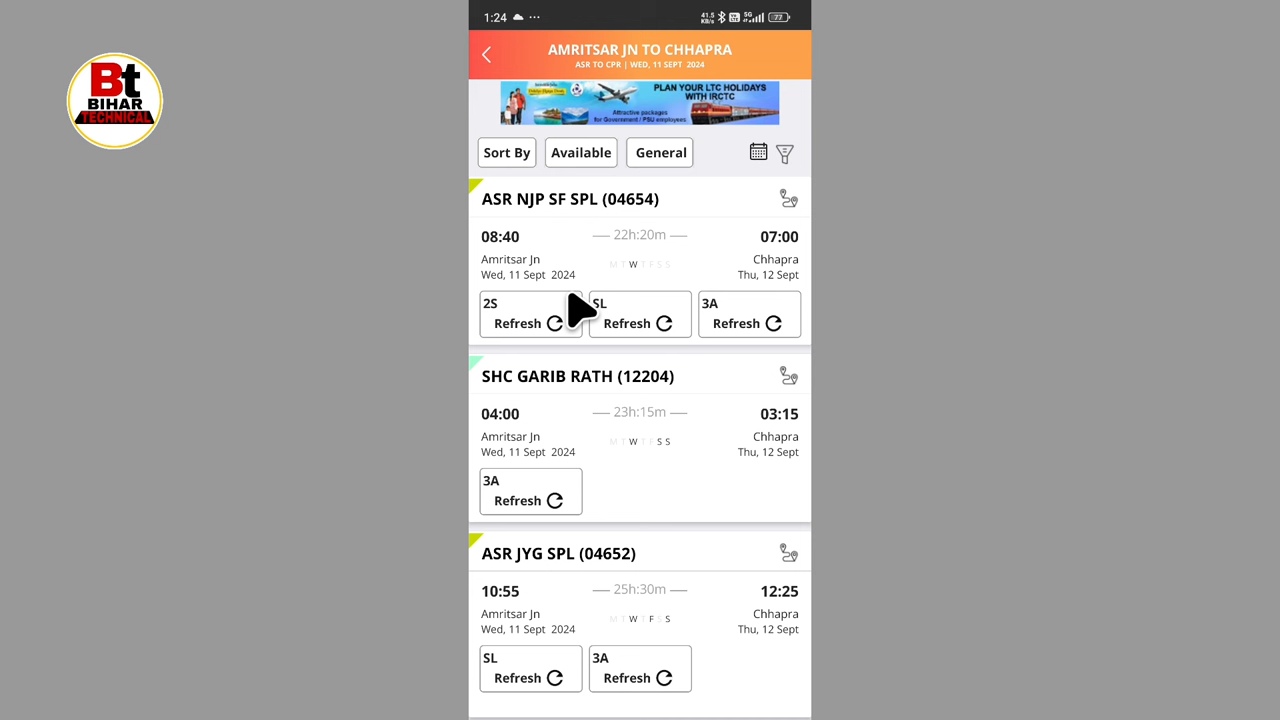 1:24 ...
41.5 KB/s
5G
77
Bt
BIHAR
TECHNICAL
AMRITSAR JN TO CHHAPRA
ASR TO CPR | WED, 11 SEPT 2024
PLAN YOUR LTC HOLIDAYS
WITH IRCTC
Attractive packages
for Government / PSU employees
Sort By Available General
ASR NJP SF SPL (04654)
08:40 22h:20m 07:00
Amritsar Jn M T W T F S S Chhapra
Wed, 11 Sept 2024 Thu, 12 Sept
2S SL 3A
Refresh Refresh Refresh
SHC GARIB RATH (12204)
04:00 23h:15m 03:15
Amritsar Jn M T W T F S S Chhapra
Wed, 11 Sept 2024 Thu, 12 Sept
3A
Refresh
ASR JYG SPL (04652)
10:55 25h:30m 12:25
Amritsar Jn M T W T F S S Chhapra
Wed, 11 Sept 2024 Thu, 12 Sept
SL 3A
Refresh Refresh